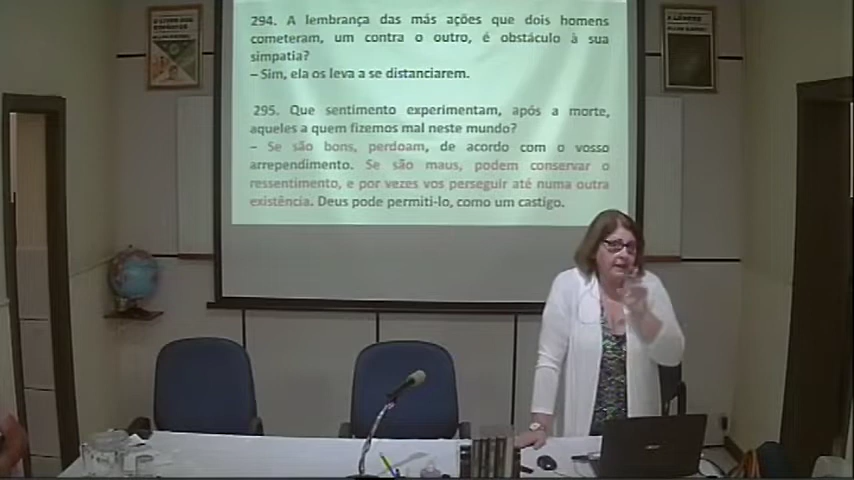 294. A lembrança das más ações que dois homens
cometeram, um contra o outro, é obstáculo à sua
simpatia?
– Sim, ela os leva a se distanciarem.
295. Que sentimento experimentam, após a morte,
aqueles a quem fizemos mal neste mundo?
– Se são bons, perdoam, de acordo com o vosso
arrependimento. Se são maus, podem conservar o
ressentimento, e por vezes vos perseguir até numa outra
existência. Deus pode permiti-lo, como um castigo.